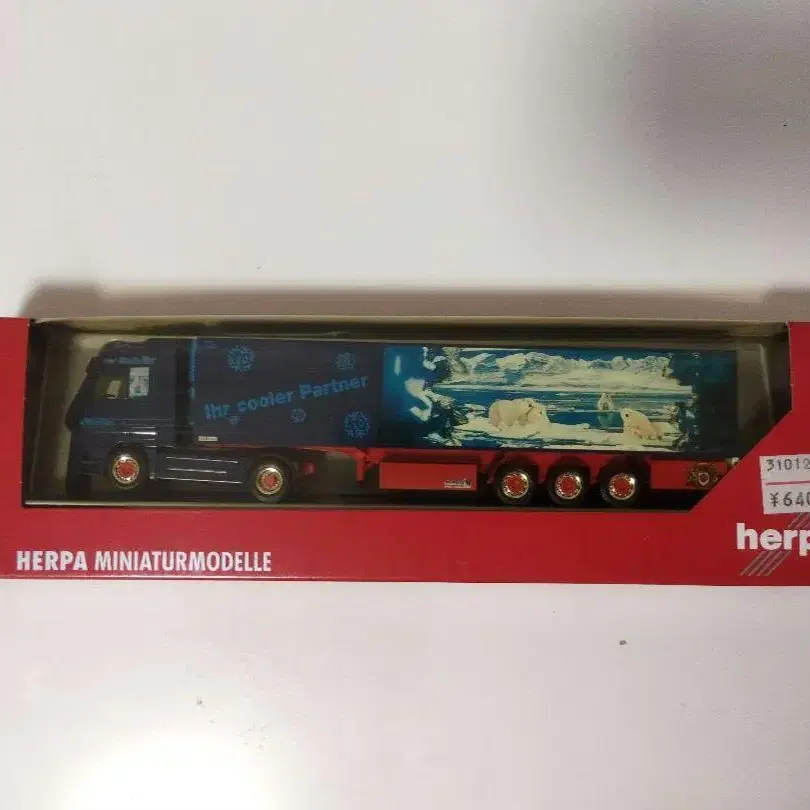 Ihr cooler Partner
31012
¥640
herp
HERPA MINIATURMODELLE